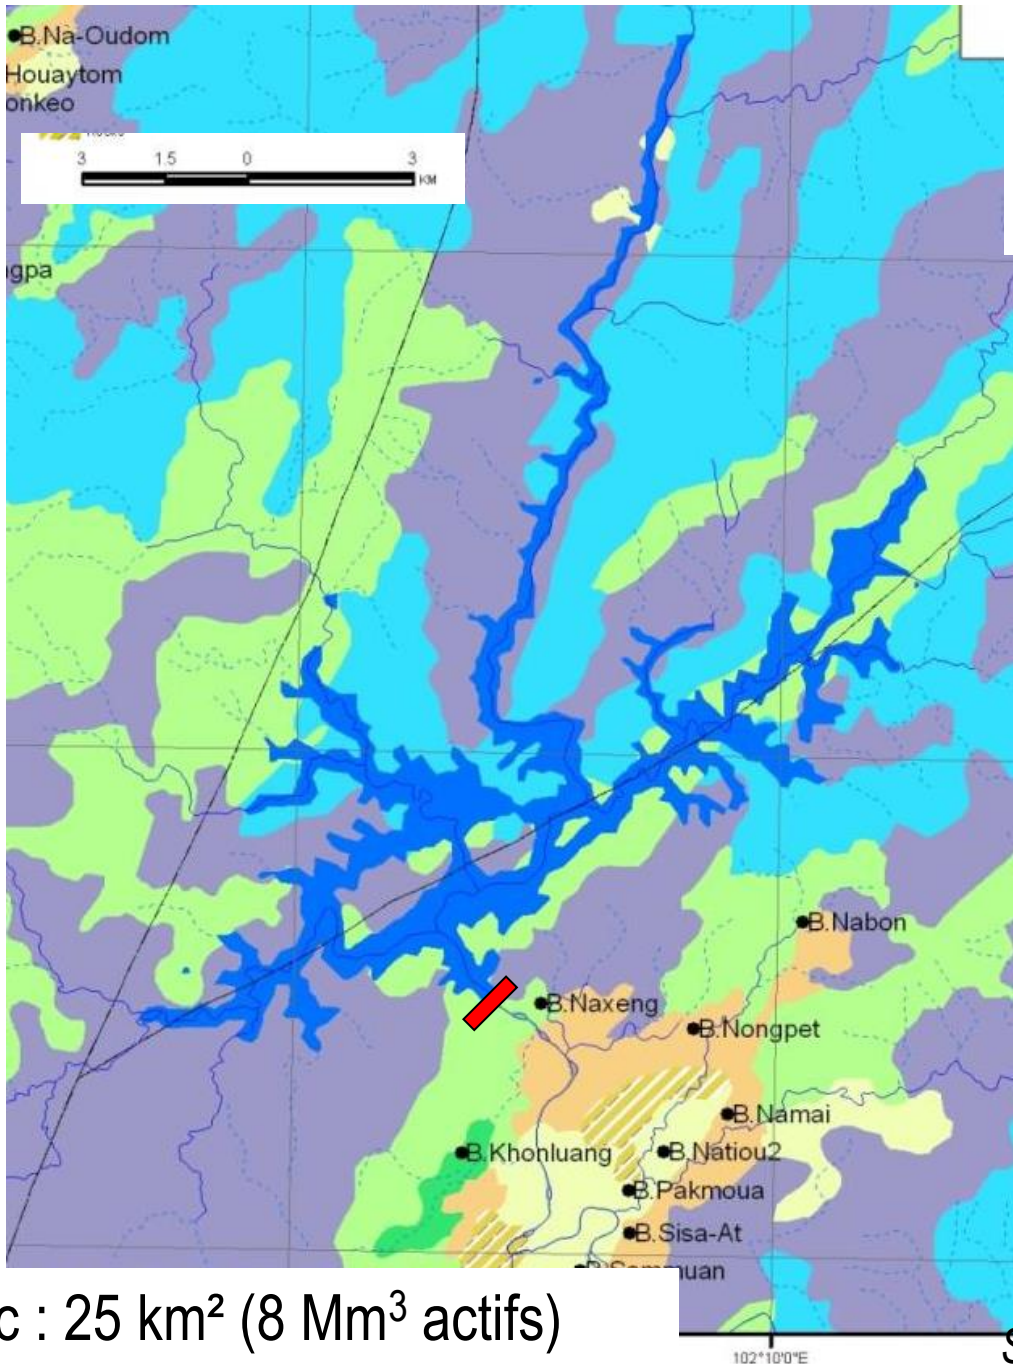 B.Na-Oudom
Houaytom
onkeo
3 1.5 0 3
KM
ngpa
B.Nabon
B.Naxeng
B.Nongpet
B.Namai
B.Khonluang
B.Natiou2
B.Pakmoua
B.Sisa-At
c : 25 km² (8 Mm³ actifs)
102°10'0"E